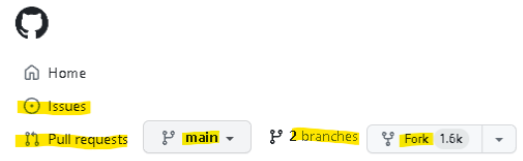 Home
Issues
Pull requests main 2 branches Fork 1.6k